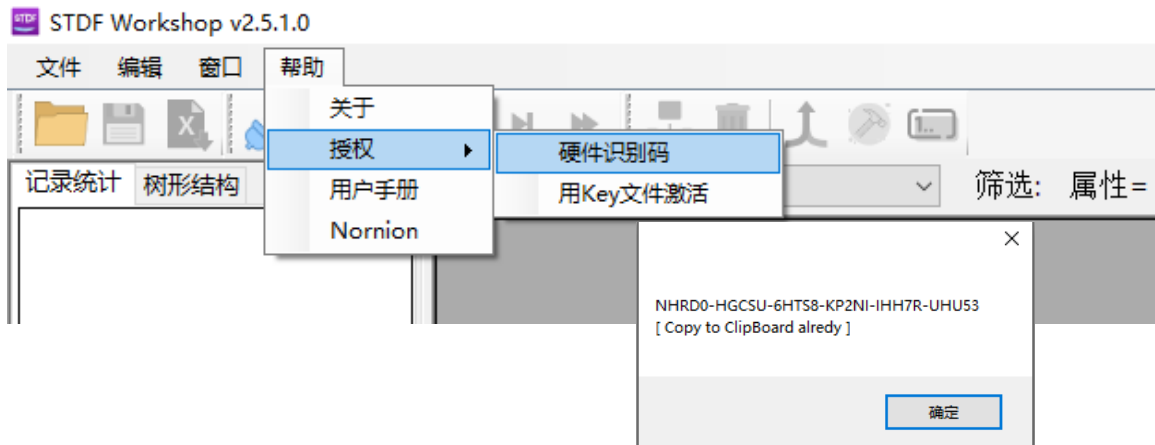 STDF
STDF Workshop v2.5.1.0
文件 编辑 窗口 帮助
关于
授权
硬件识别码
用户手册
用Key文件激活
Nornion
X
1..
记录统计 树形结构
筛选: 属性=
NHRD0-HGCSU-6HTS8-KP2NI-IHH7R-UHU53
[ Copy to ClipBoard alredy ]
确定